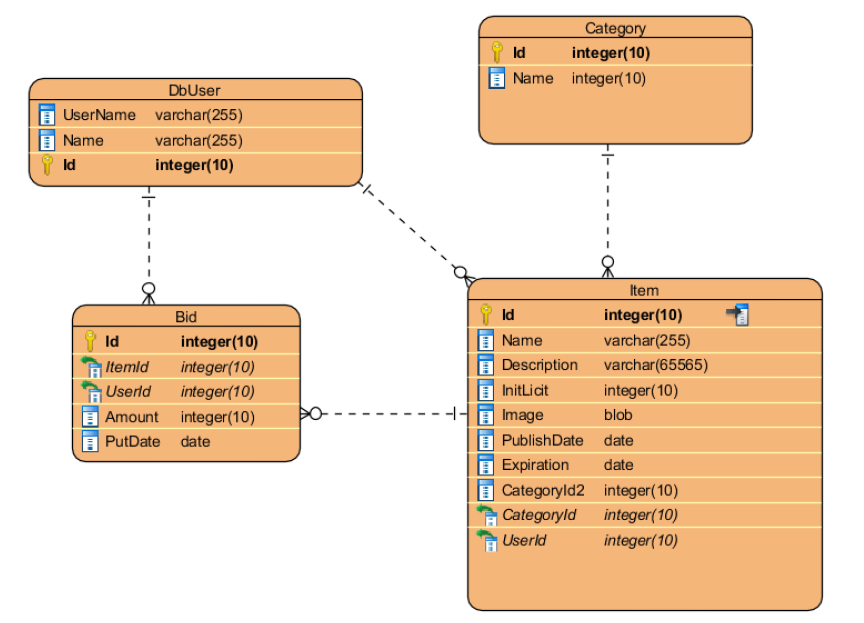 Category
Id integer(10)
Name integer(10)
DbUser
UserName varchar(255)
Name varchar(255)
Id integer(10)
Bid
Id integer(10)
ItemId integer(10)
UserId integer(10)
Amount integer(10)
PutDate date
Item
Id integer(10)
Name varchar(255)
Description varchar(65565)
InitLicit integer(10)
Image blob
PublishDate date
Expiration date
CategoryId2 integer(10)
CategoryId integer(10)
UserId integer(10)